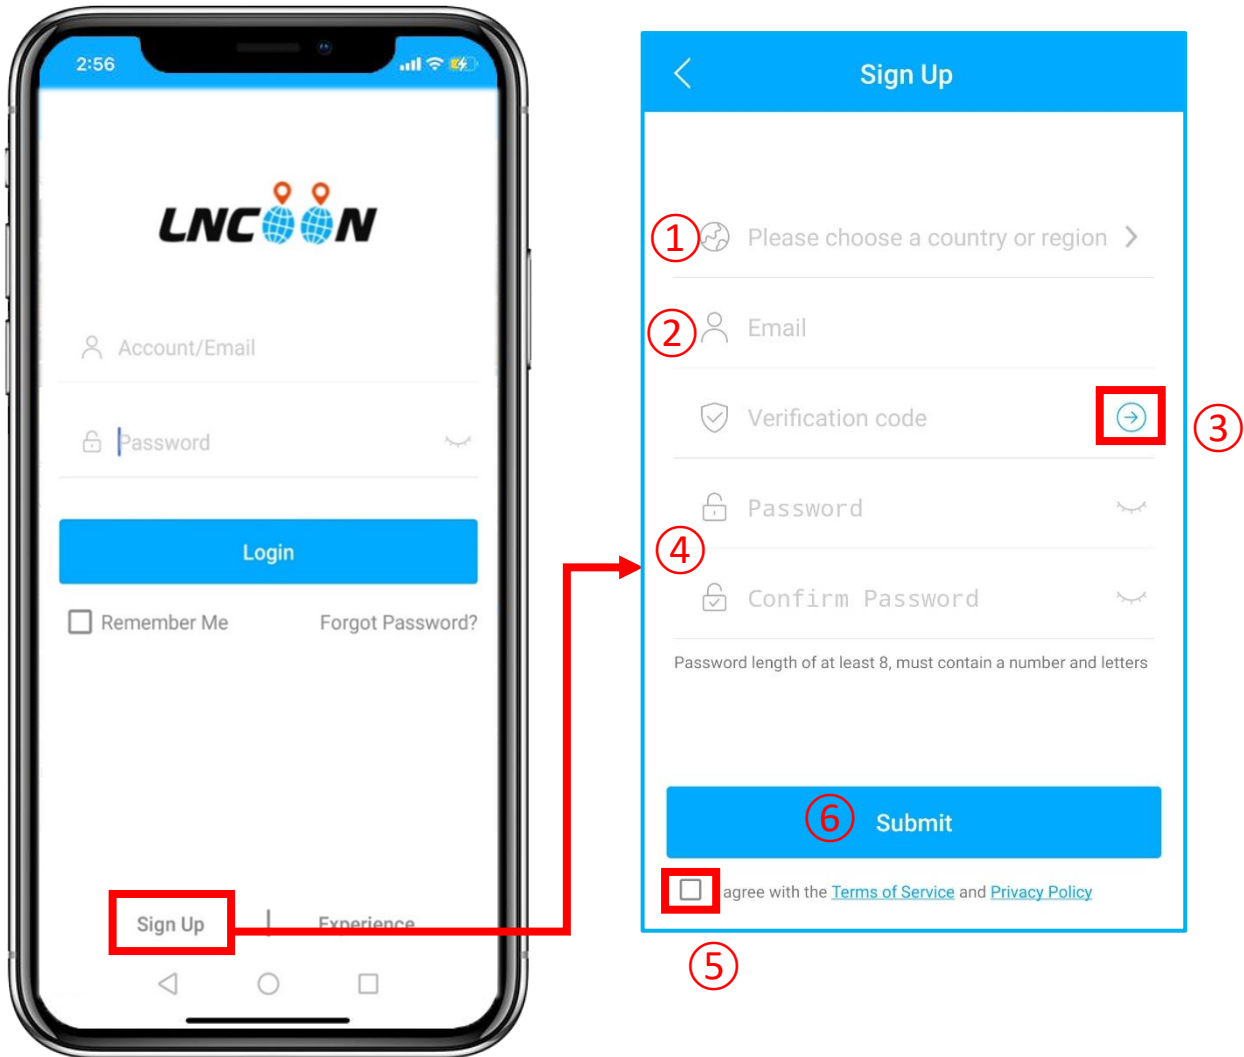 2:56
LNCOON
Account/Email
Password
Login
Remember Me Forgot Password?
Sign Up | Experience
Sign Up
① Please choose a country or region
② Email
Verification code ③
Password
④
Confirm Password
Password length of at least 8, must contain a number and letters
⑥ Submit
agree with the Terms of Service and Privacy Policy
⑤